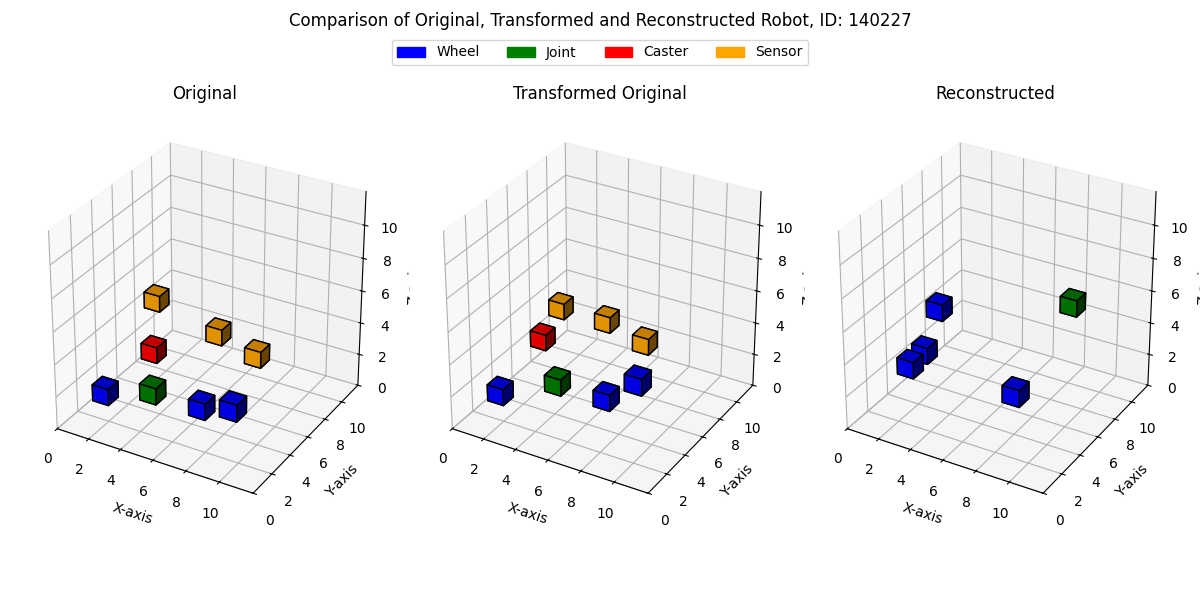 Comparison of Original, Transformed and Reconstructed Robot, ID: 140227
Wheel Joint Caster Sensor
Original
Transformed Original
Reconstructed
0 2 4 6 8 10
X-axis
0 2 4 6 8 10
Y-axis
0 2 4 6 8 10
0 2 4 6 8 10
X-axis
0 2 4 6 8 10
Y-axis
0 2 4 6 8 10
0 2 4 6 8 10
X-axis
0 2 4 6 8 10
Y-axis
0 2 4 6 8 10